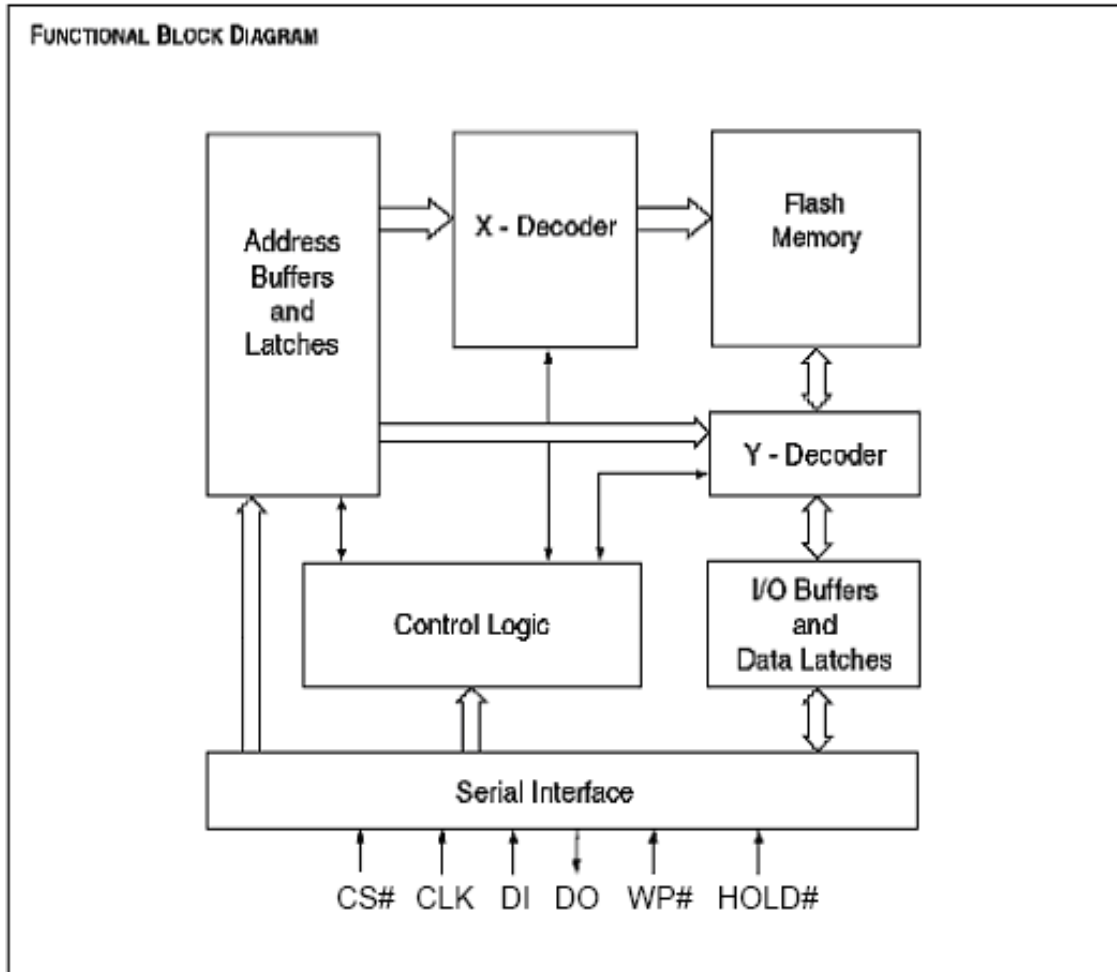 FUNCTIONAL BLOCK DIAGRAM
Address
Buffers
and
Latches
X - Decoder
Flash
Memory
Y - Decoder
Control Logic
I/O Buffers
and
Data Latches
Serial Interface
CS# CLK DI DO WP# HOLD#